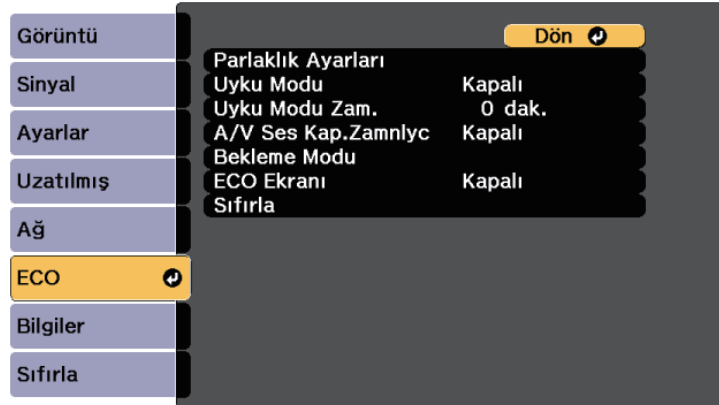 Görüntü
Sinyal
Ayarlar
Uzatılmış
Ağ
ECO
Bilgiler
Sıfırla
Dön
Parlaklık Ayarları
Uyku Modu Kapalı
Uyku Modu Zam. 0 dak.
A/V Ses Kap.Zamnlyc Kapalı
Bekleme Modu
ECO Ekranı Kapalı
Sıfırla